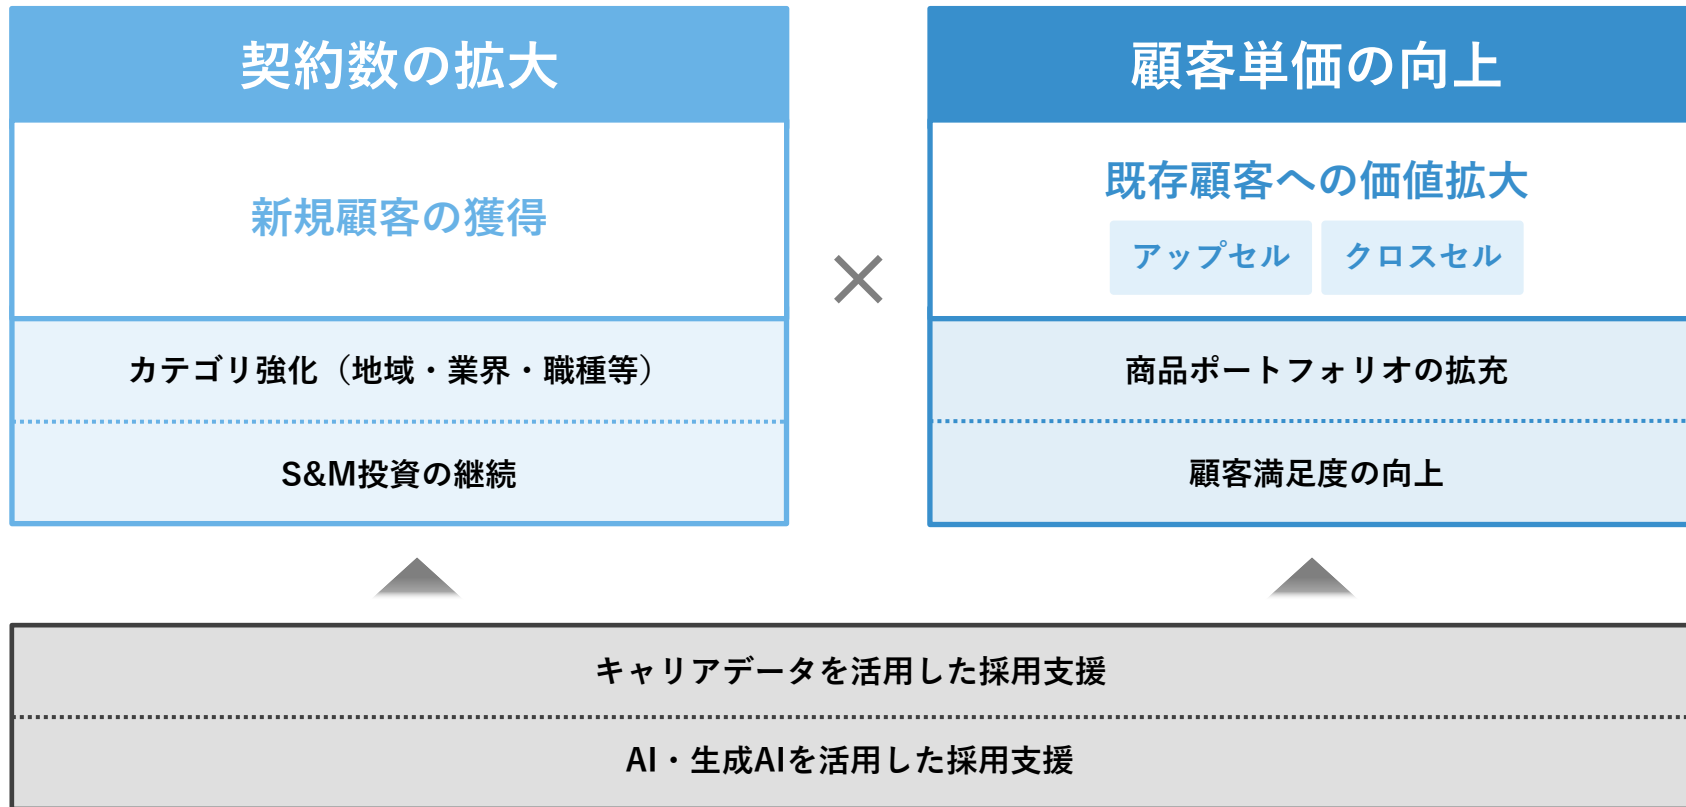 契約数の拡大
新規顧客の獲得
カテゴリ強化（地域・業界・職種等）
S&M投資の継続
×
顧客単価の向上
既存顧客への価値拡大
アップセル
クロスセル
商品ポートフォリオの拡充
顧客満足度の向上
キャリアデータを活用した採用支援
AI・生成AIを活用した採用支援